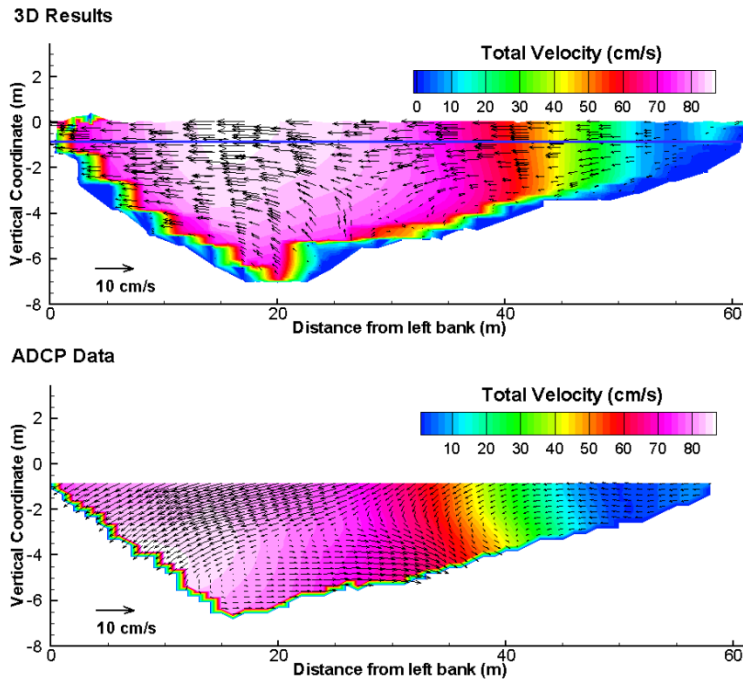 3D Results
Total Velocity (cm/s)
0 10 20 30 40 50 60 70 80
Vertical Coordinate (m)
2
0
-2
-4
-6
-8
10 cm/s
0 20 40 60
Distance from left bank (m)
ADCP Data
Total Velocity (cm/s)
10 20 30 40 50 60 70 80
Vertical Coordinate (m)
2
0
-2
-4
-6
-8
10 cm/s
0 20 40 60
Distance from left bank (m)